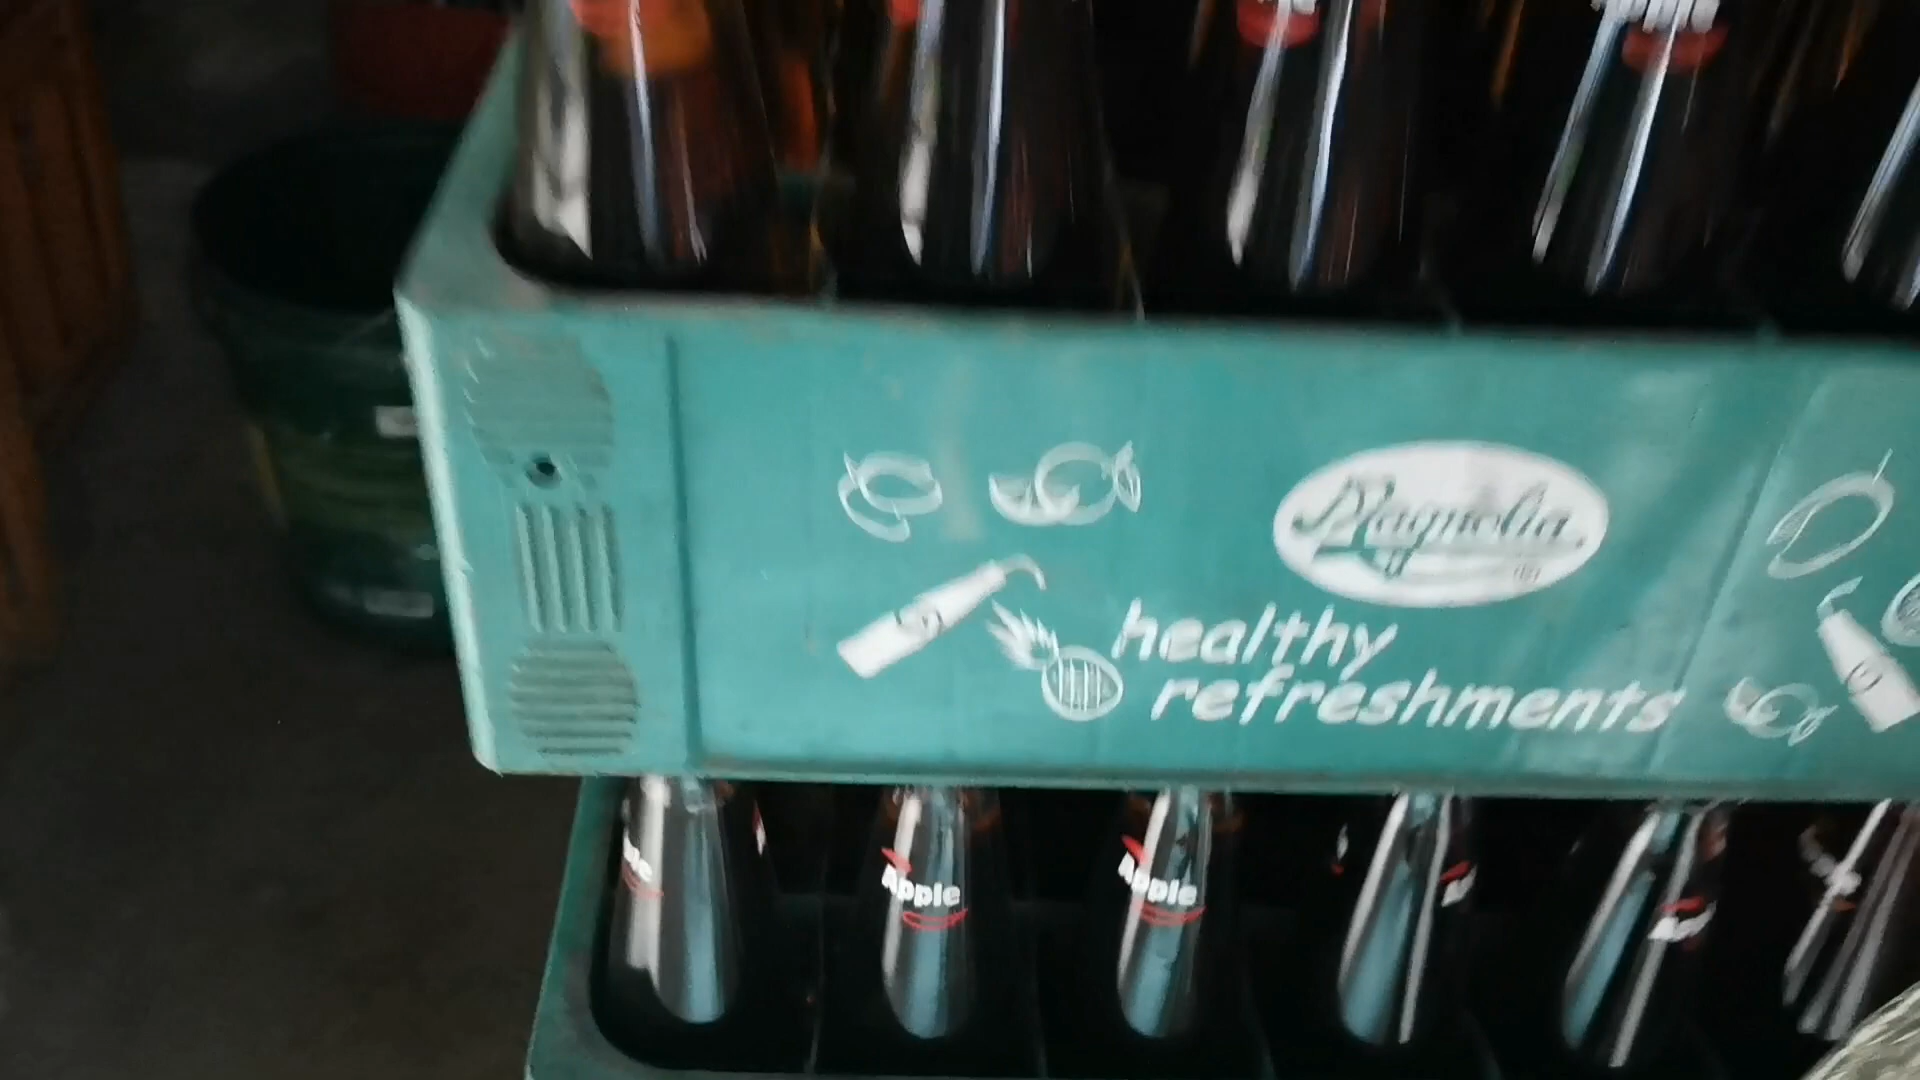 Magnolia
healthy
refreshments
Apple
Apple